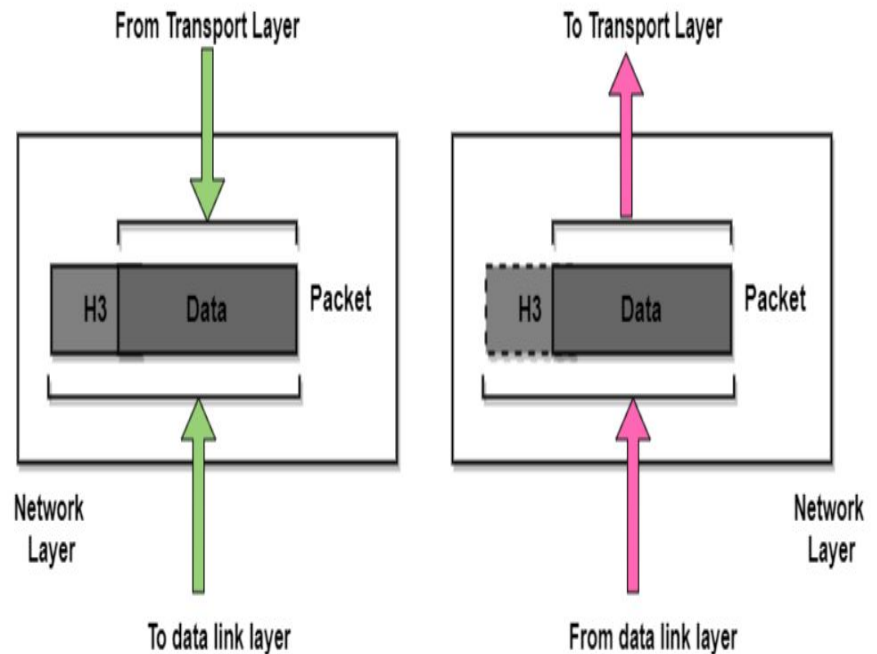 From Transport Layer
To Transport Layer
H3
Data
Packet
H3
Data
Packet
Network
Layer
Network
Layer
To data link layer
From data link layer